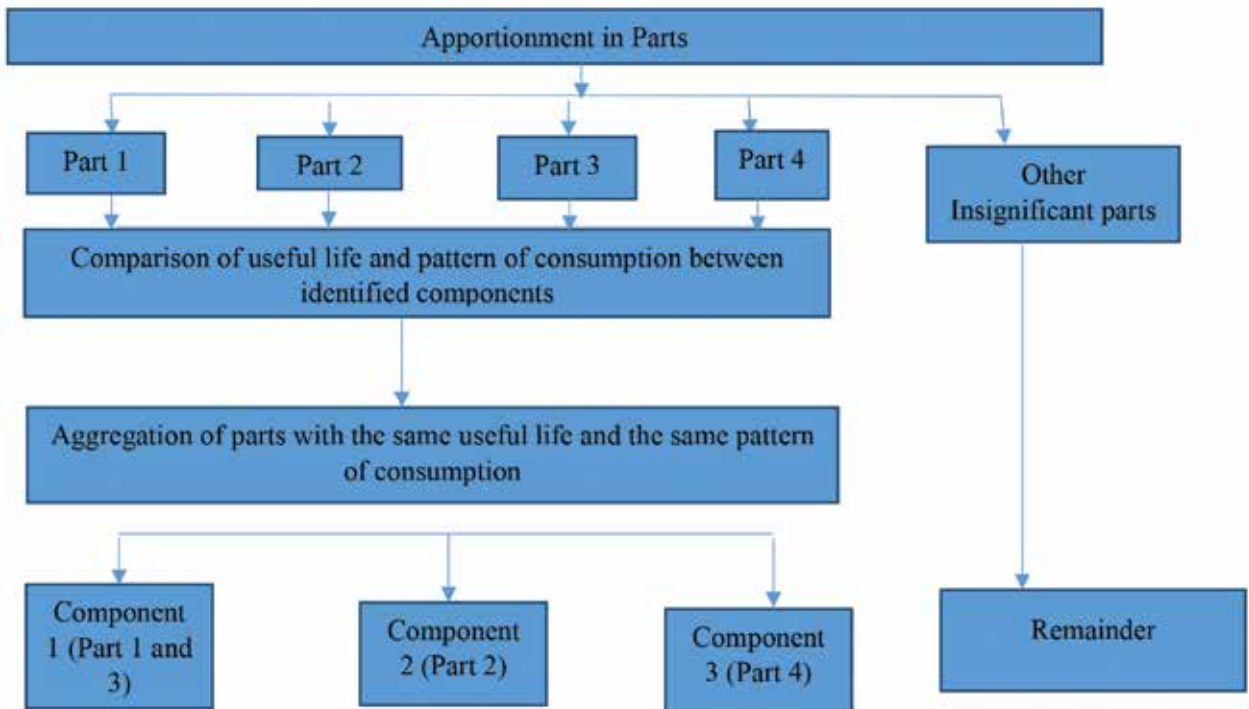 Apportionment in Parts
Part 1
Part 2
Part 3
Part 4
Other
Insignificant parts
Comparison of useful life and pattern of consumption between
identified components
Aggregation of parts with the same useful life and the same pattern
of consumption
Component
1 (Part 1 and
3)
Component
2 (Part 2)
Component
3 (Part 4)
Remainder